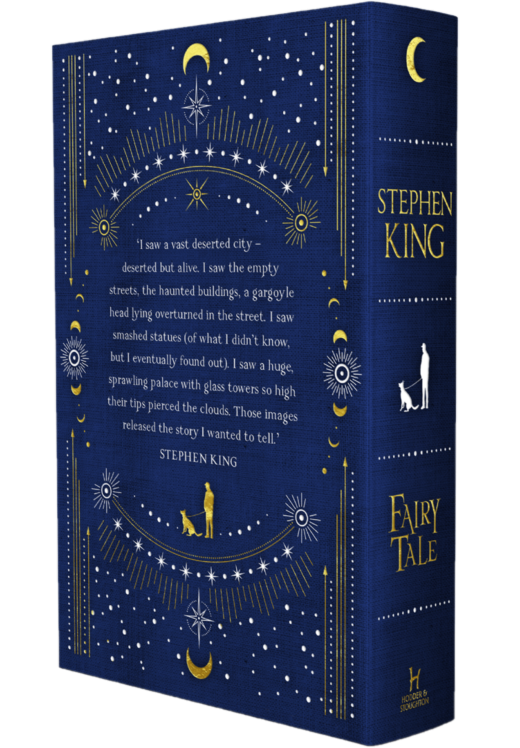 ‘I saw a vast deserted city –
deserted but alive. I saw the empty
streets, the haunted buildings, a gargoyle
head lying overturned in the street. I saw
smashed statues (of what I didn’t know,
but I eventually found out). I saw a huge,
sprawling palace with glass towers so high
their tips pierced the clouds. Those images
released the story I wanted to tell.’
STEPHEN KING
STEPHEN
KING
FAIRY
TALE
H
HODDER &
STOUGHTON